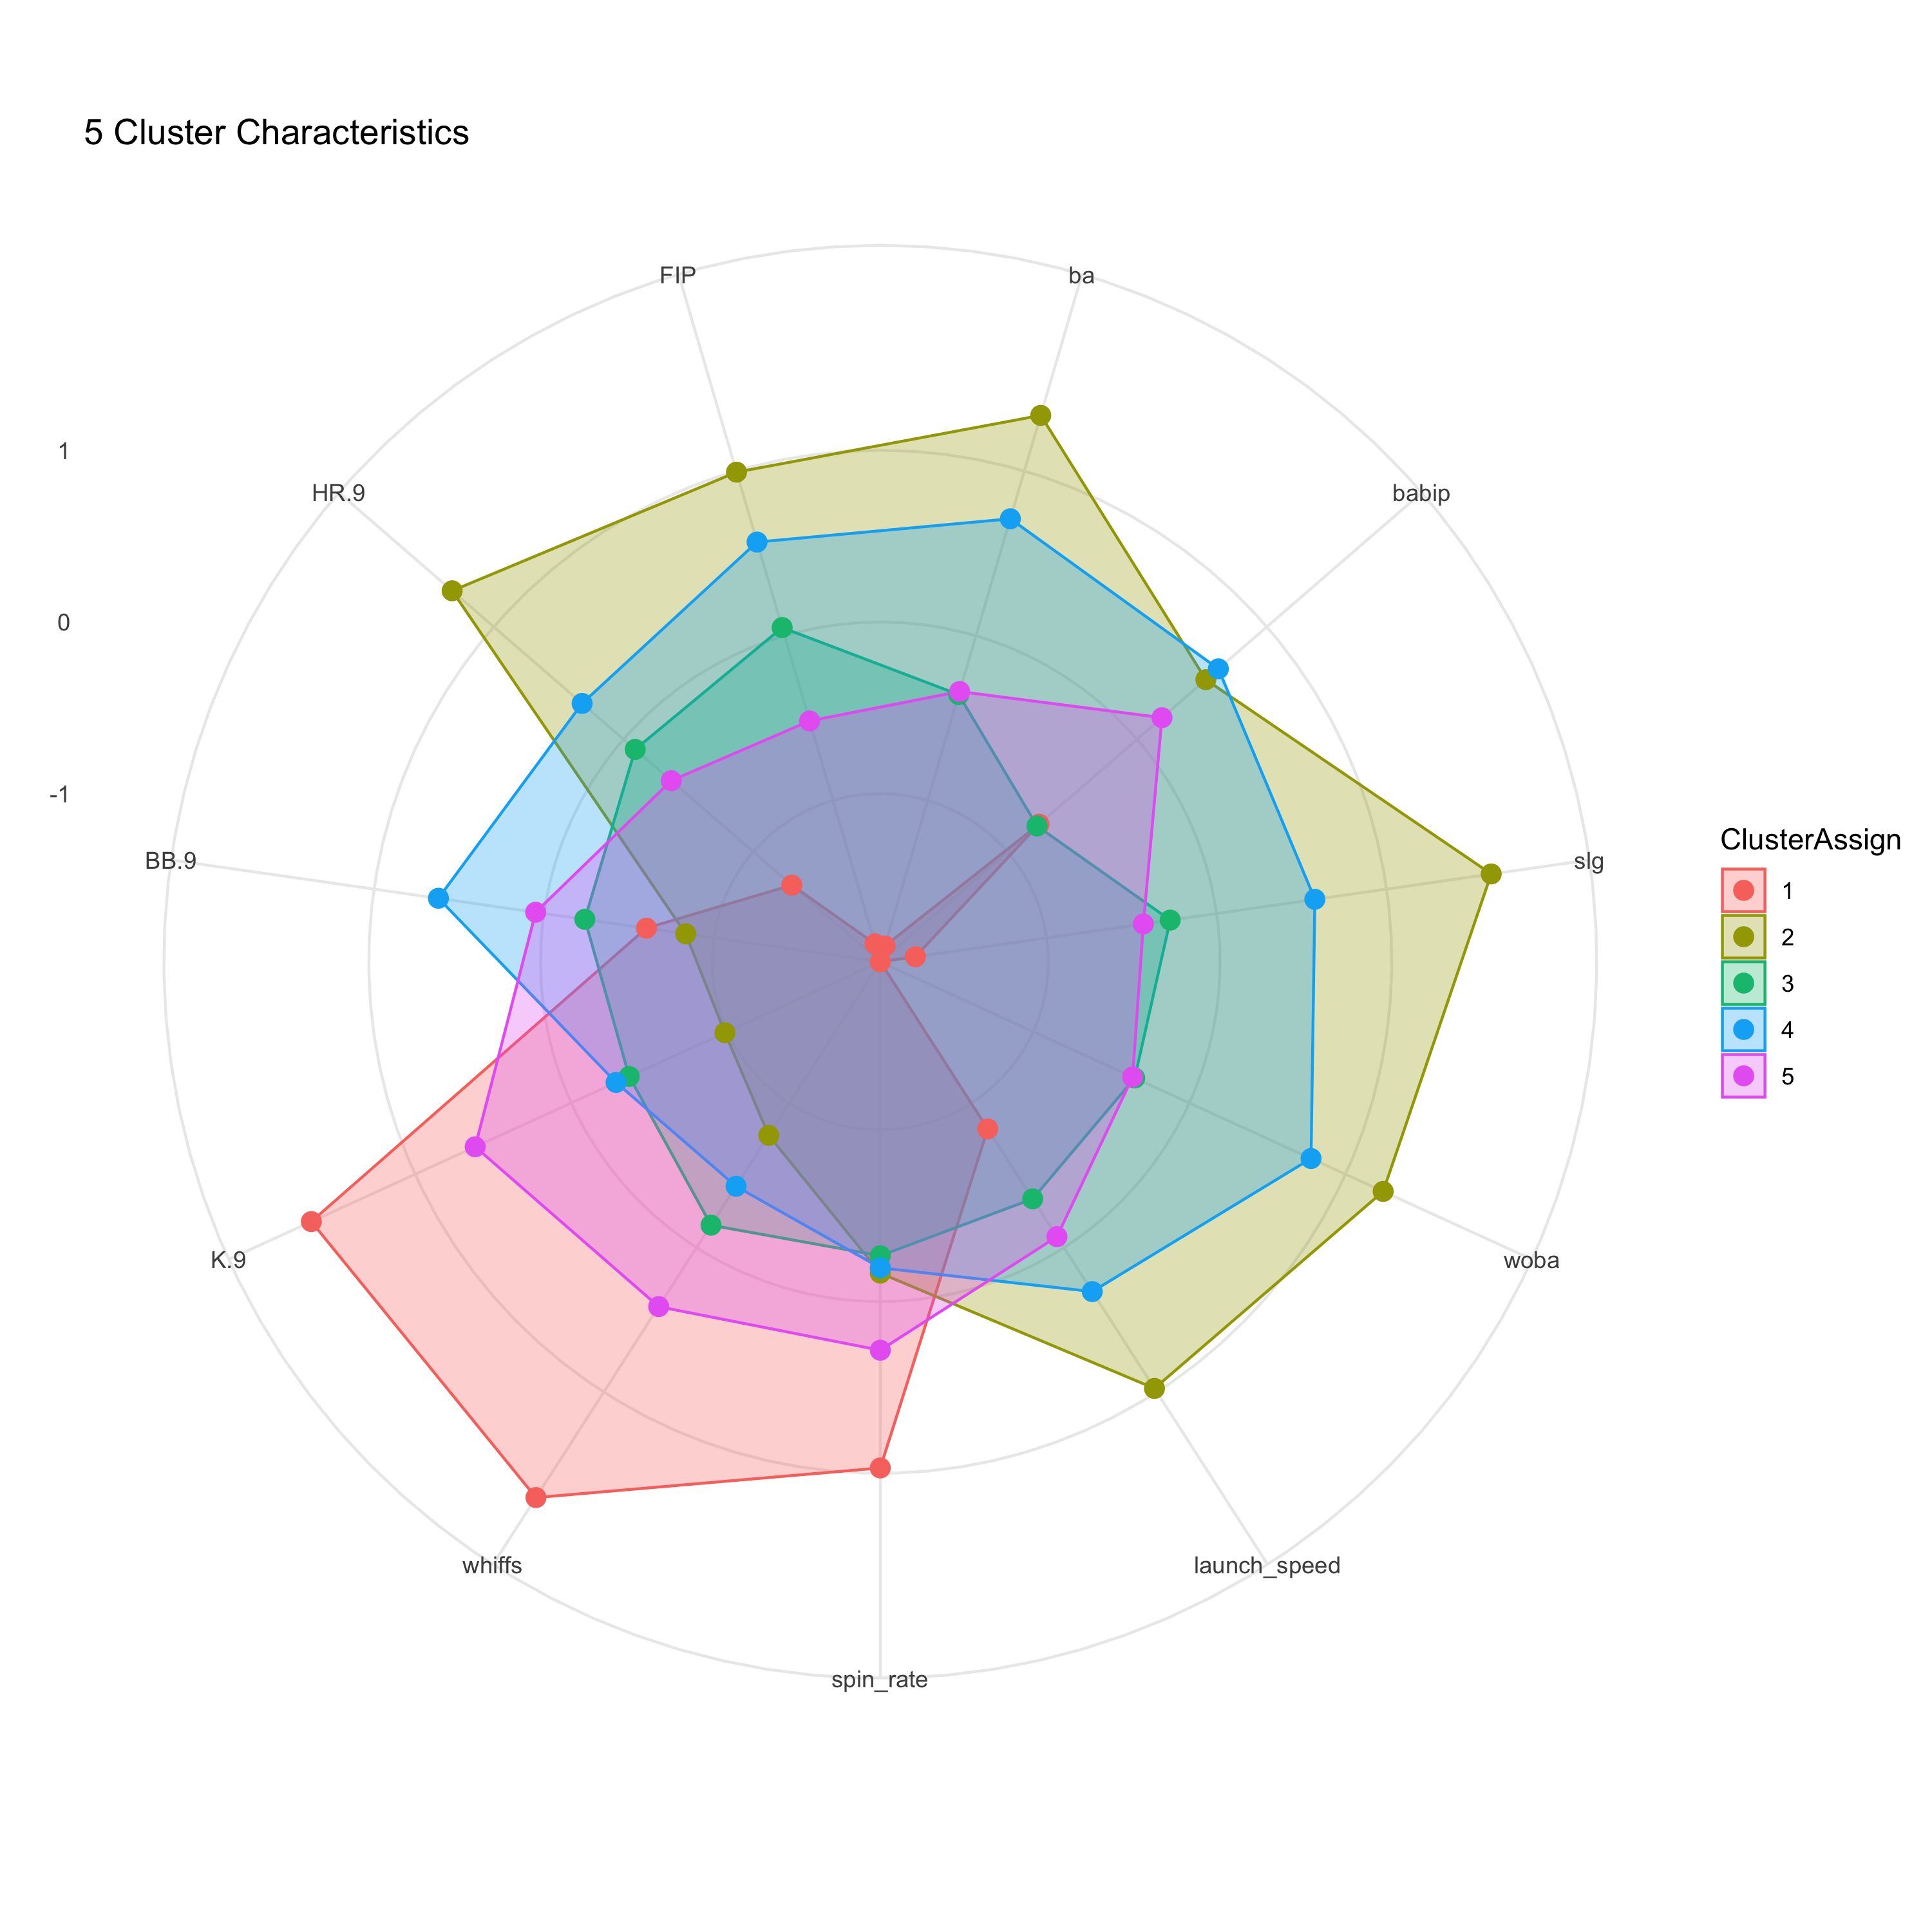 5 Cluster Characteristics
FIP
ba
1
HR.9
babip
0
-1
BB.9
slg
K.9
woba
whiffs
launch_speed
spin_rate
ClusterAssign
1
2
3
4
5